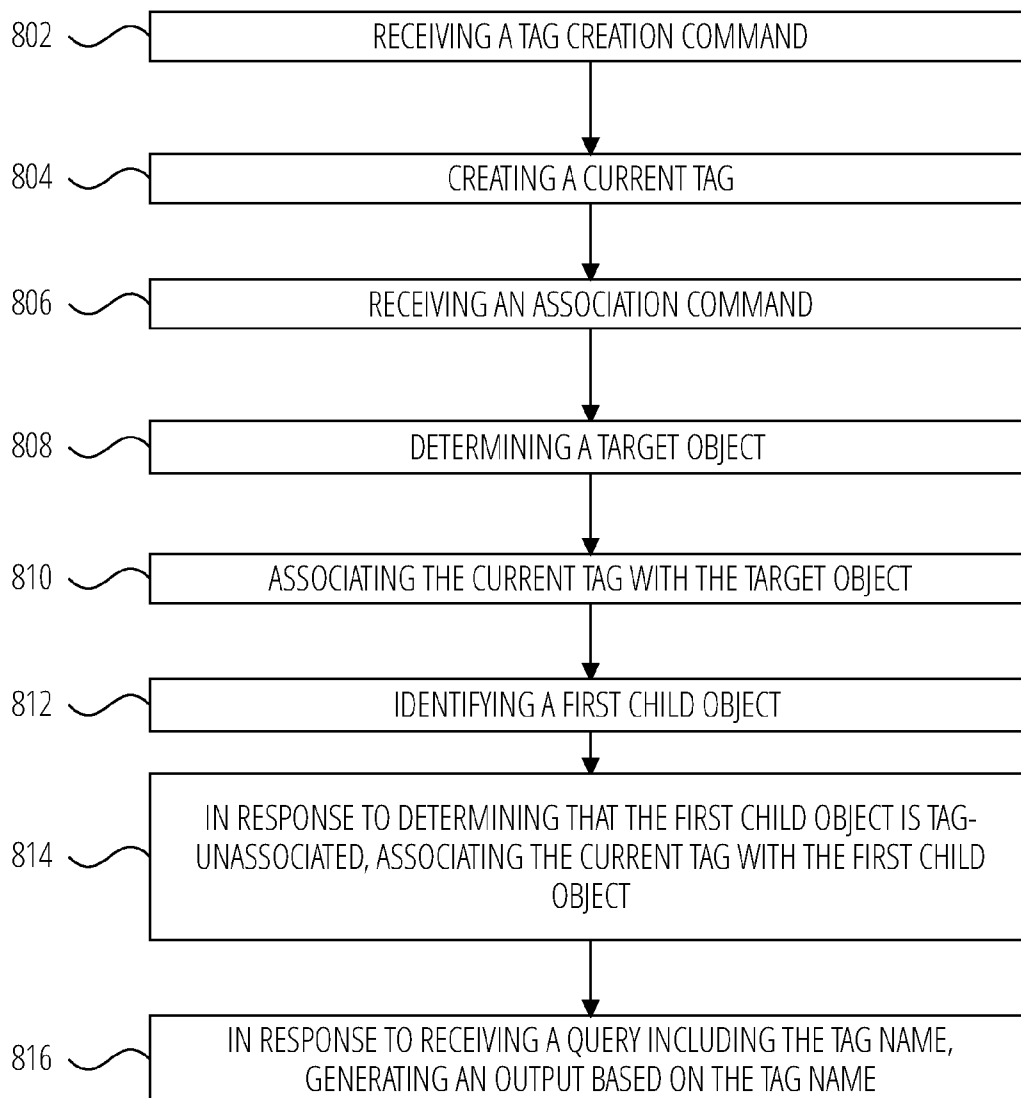 802 RECEIVING A TAG CREATION COMMAND
804 CREATING A CURRENT TAG
806 RECEIVING AN ASSOCIATION COMMAND
808 DETERMINING A TARGET OBJECT
810 ASSOCIATING THE CURRENT TAG WITH THE TARGET OBJECT
812 IDENTIFYING A FIRST CHILD OBJECT
IN RESPONSE TO DETERMINING THAT THE FIRST CHILD OBJECT IS TAG-
814 UNASSOCIATED, ASSOCIATING THE CURRENT TAG WITH THE FIRST CHILD
OBJECT
816 IN RESPONSE TO RECEIVING A QUERY INCLUDING THE TAG NAME,
GENERATING AN OUTPUT BASED ON THE TAG NAME